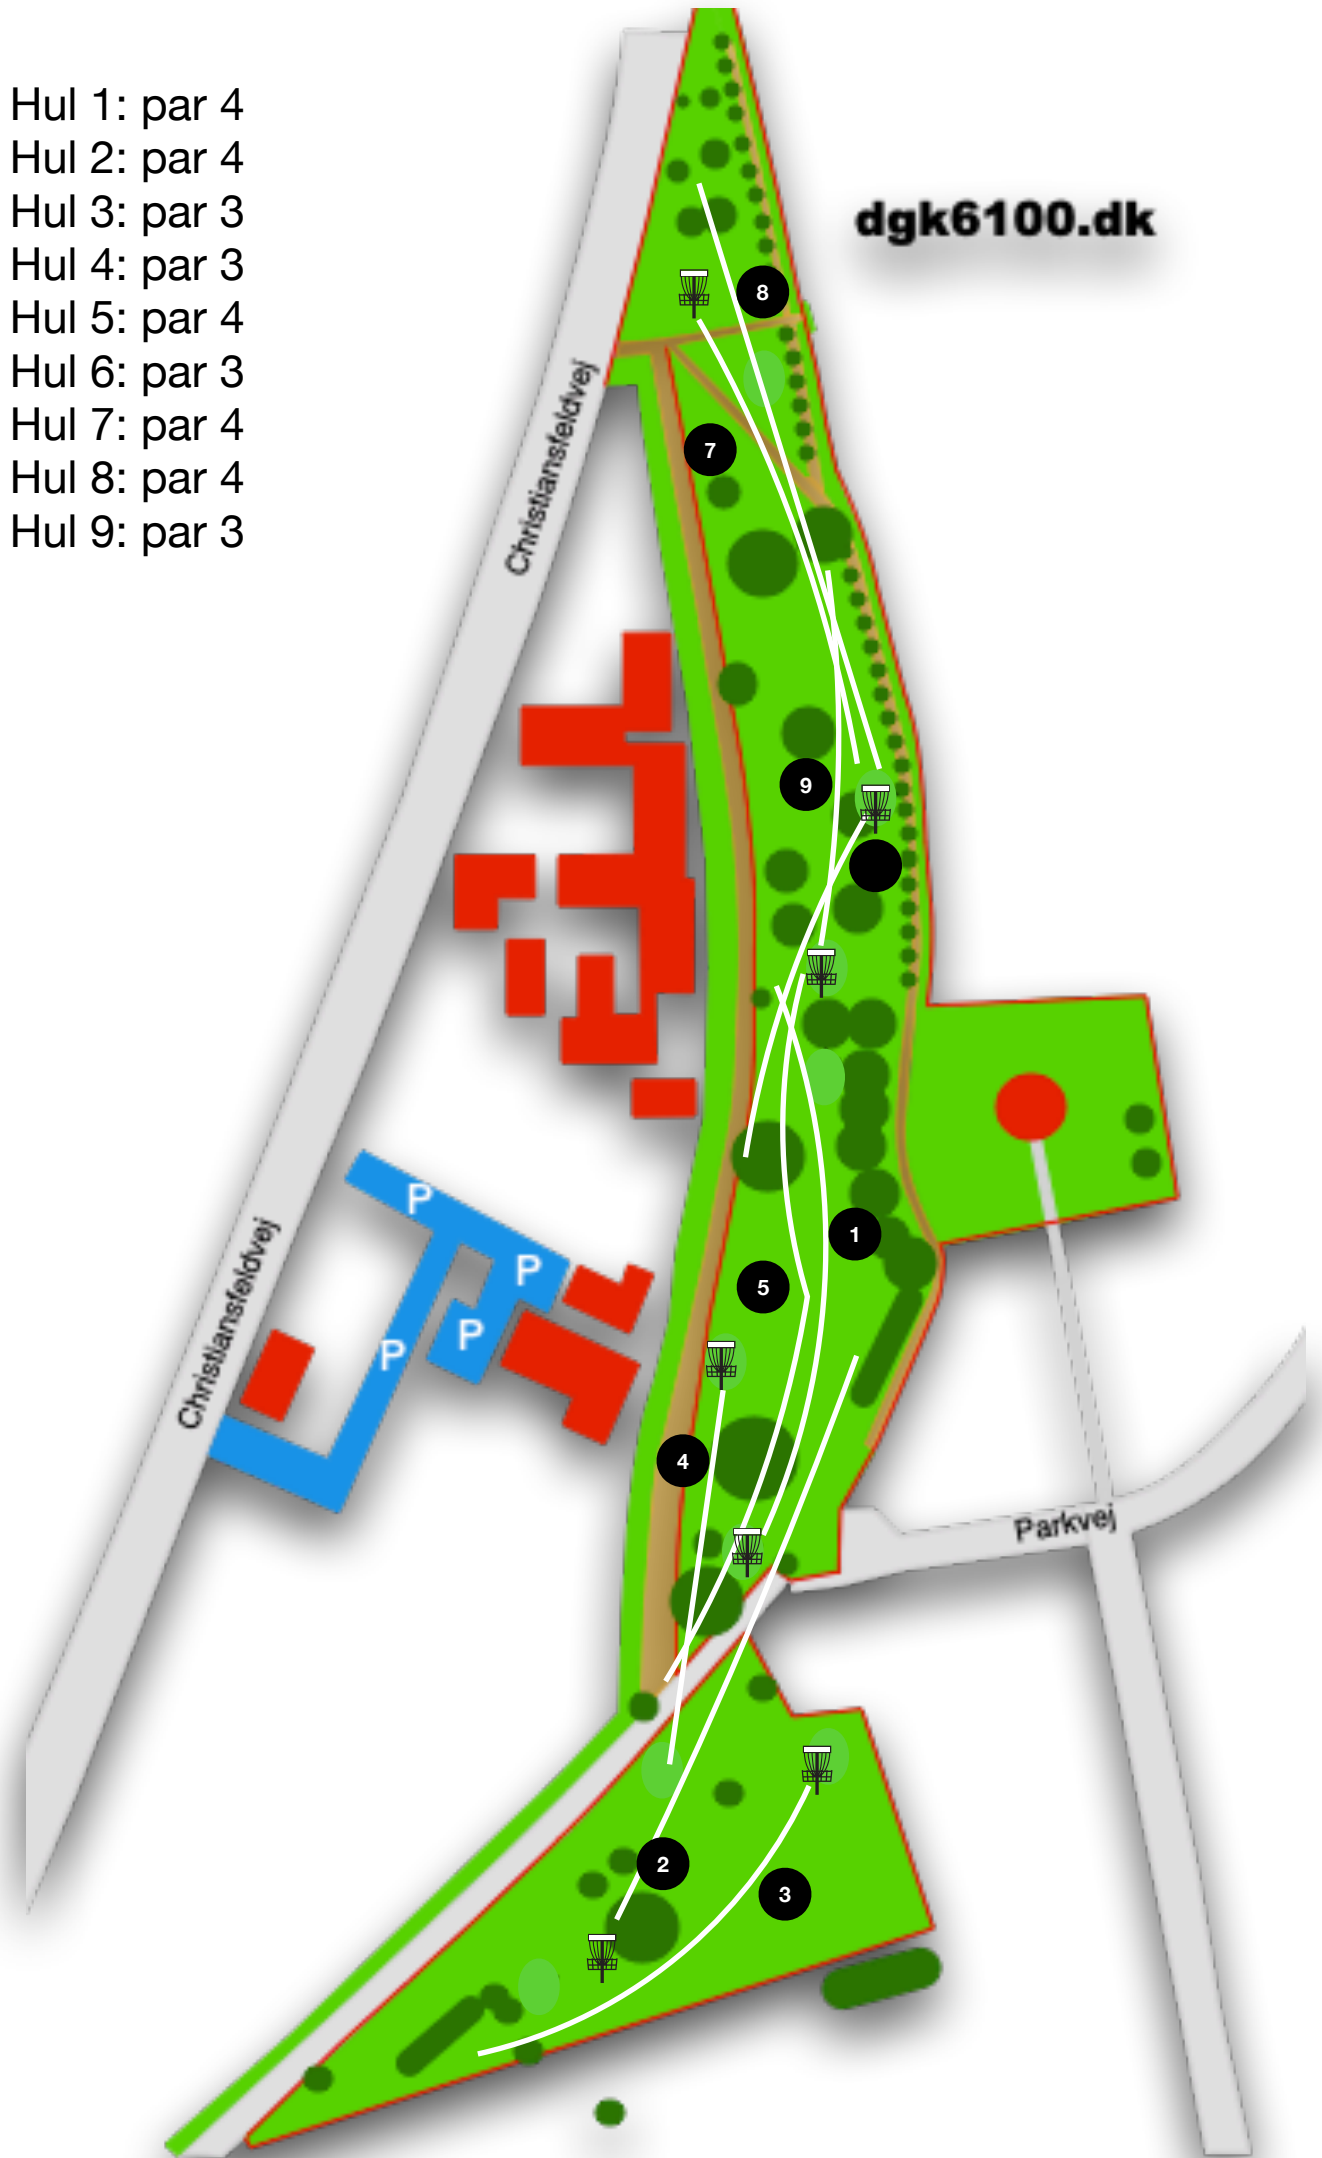 Hul 1: par 4
Hul 2: par 4
Hul 3: par 3
Hul 4: par 3
Hul 5: par 4
Hul 6: par 3
Hul 7: par 4
Hul 8: par 4
Hul 9: par 3
dgk6100.dk
8
Christiansfeldvej
7
9
1
P
P
5
P
P
Christiansfeldvej
4
Parkvej
2
3